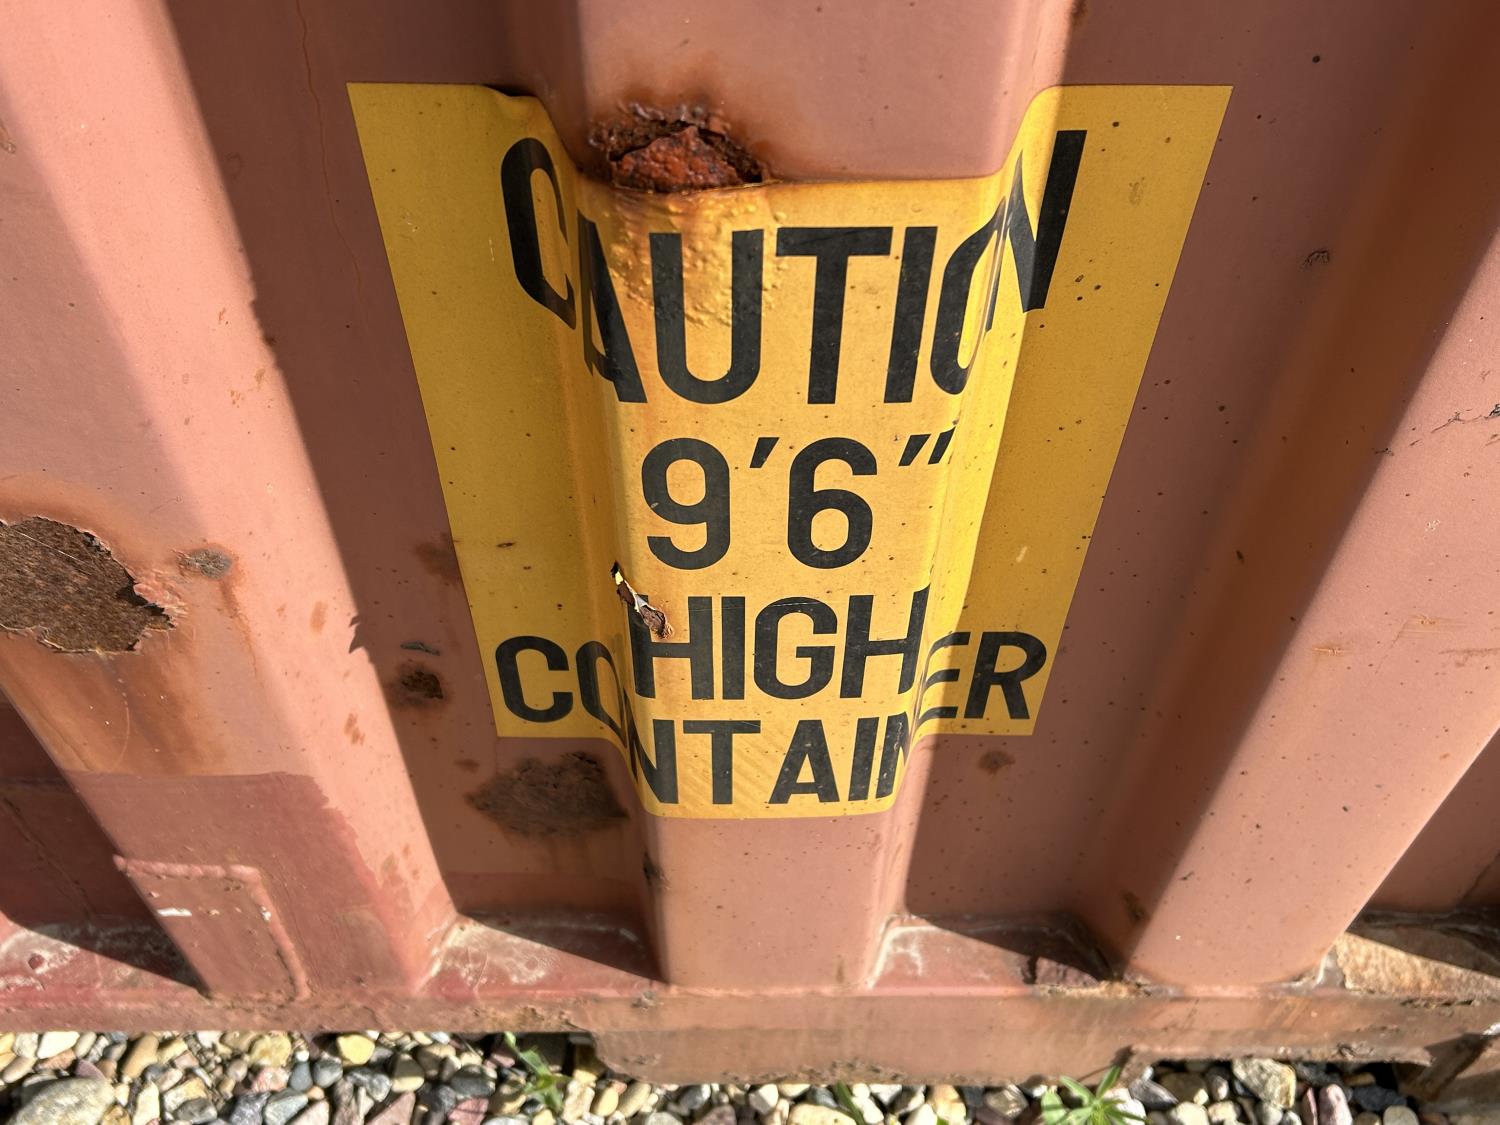 CAUTION
9'6"
HIGH
CONTAINER